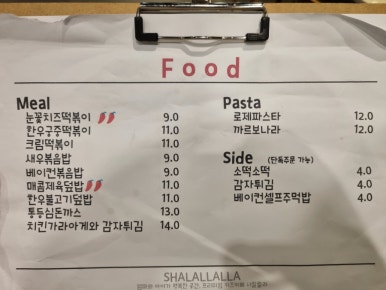 Food
Meal
눈꽃치즈떡볶이 9.0
한우궁중떡볶이 11.0
크림떡볶이 11.0
새우볶음밥 9.0
베이컨볶음밥 9.0
매콤제육덮밥 11.0
한우불고기덮밥 11.0
통등심돈까스 13.0
치킨가라아게와 감자튀김 14.0
Pasta
로제파스타 12.0
까르보나라 12.0
Side (단독주문 가능)
소떡소떡 4.0
감자튀김 4.0
베이컨셀프주먹밥 4.0
SHALALLALLA